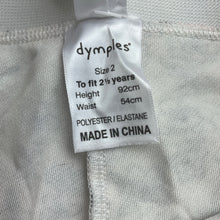 dymples
Size 2
To fit 2½ years
Height 92cm
Waist 54cm
POLYESTER / ELASTANE
MADE IN CHINA